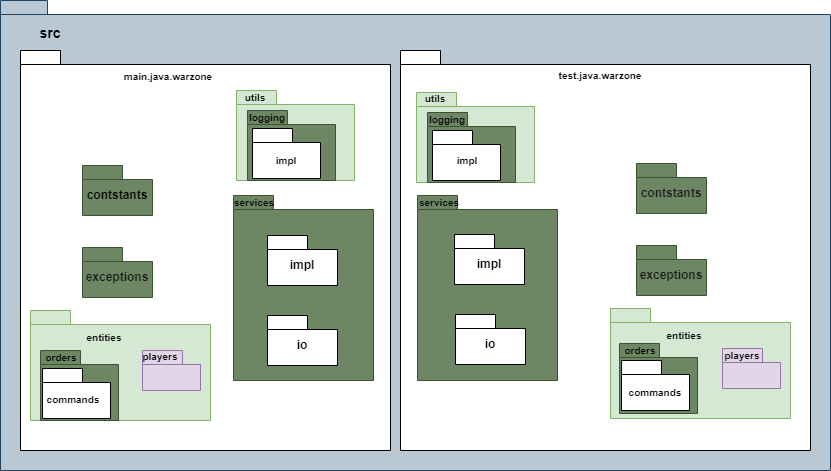 src
main.java.warzone
utils
logging
impl
contstants
services
impl
exceptions
io
entities
orders
players
commands
test.java.warzone
utils
logging
impl
contstants
services
impl
exceptions
io
entities
orders
players
commands